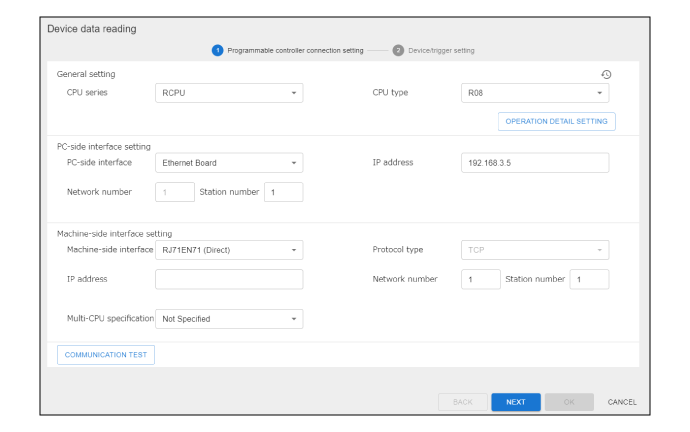 Device data reading
1 Programmable controller connection setting 2 Device/trigger setting
General setting
CPU series RCPU CPU type R08
OPERATION DETAIL SETTING
PC-side interface setting
PC-side interface Ethernet Board IP address 192.168.3.5
Network number 1 Station number 1
Machine-side interface setting
Machine-side interface RJ71EN71 (Direct) Protocol type TCP
IP address Network number 1 Station number 1
Multi-CPU specification Not Specified
COMMUNICATION TEST
BACK NEXT OK CANCEL